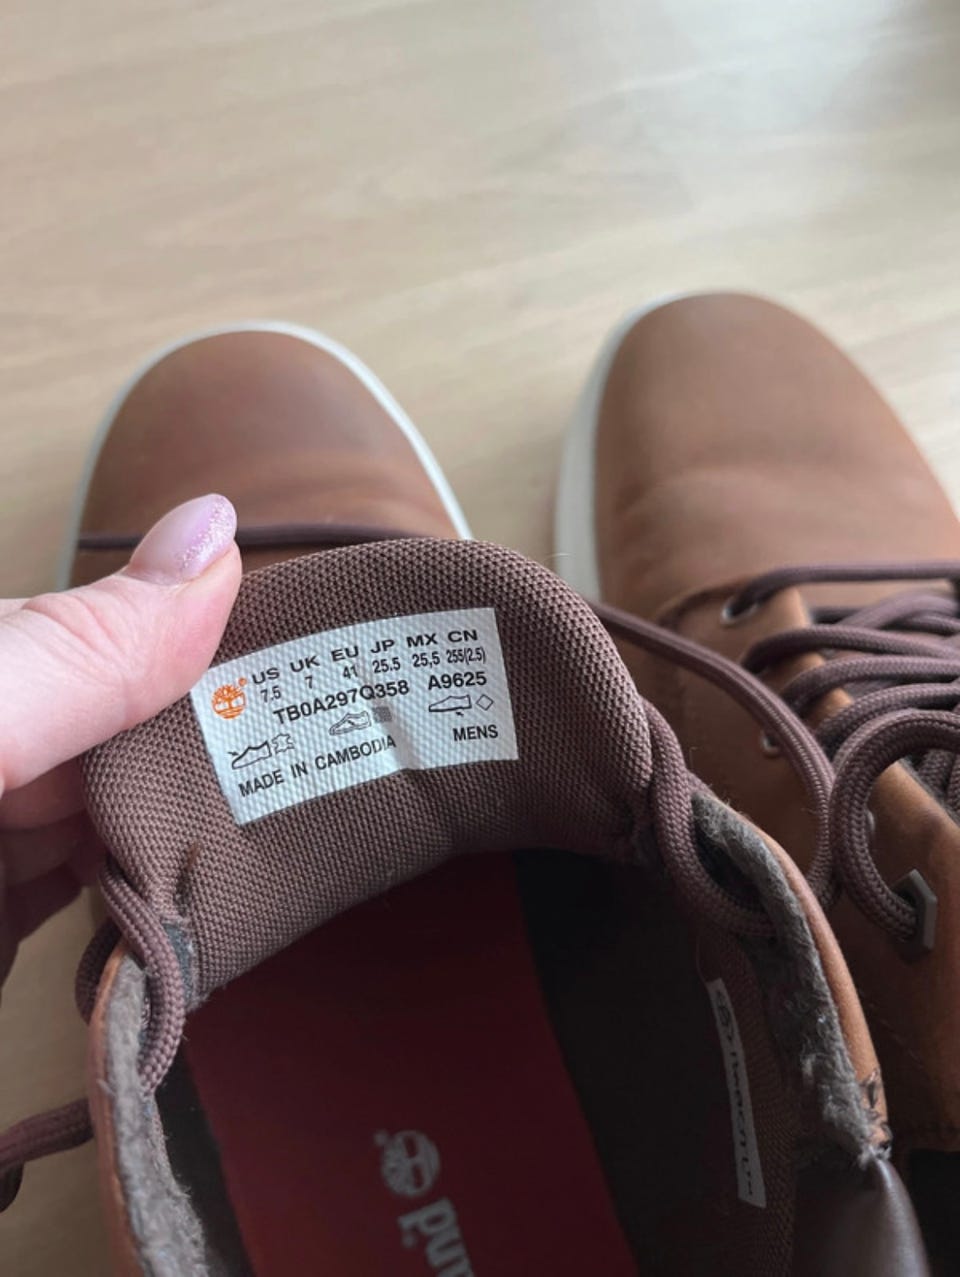 US UK EU JP MX CN
7.5 7 41 25.5 25,5 255(2.5)
TB0A297Q358 A9625
MENS
MADE IN CAMBODIA